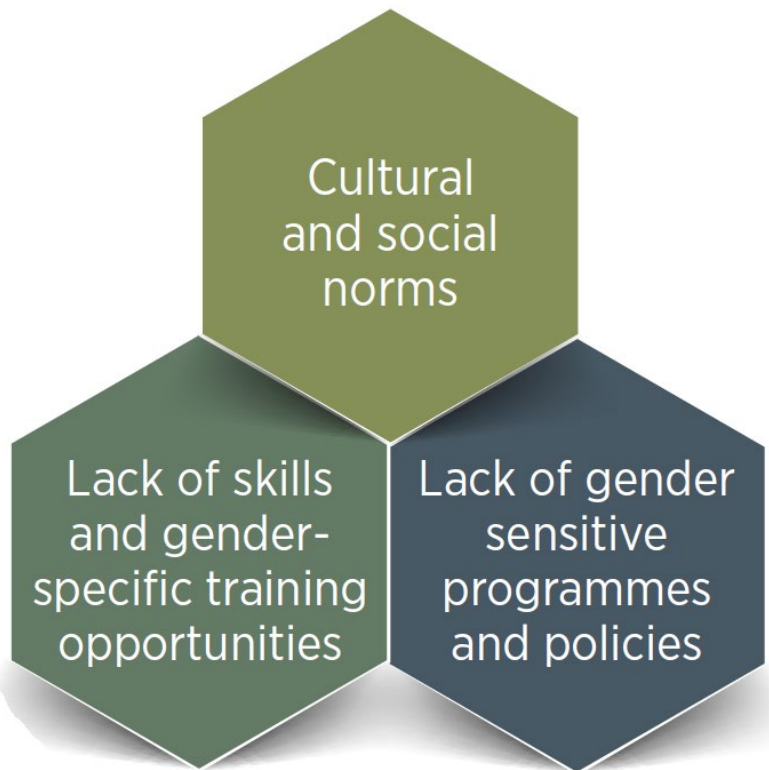 Cultural
and social
norms
Lack of skills
and gender-
specific training
opportunities
Lack of gender
sensitive
programmes
and policies